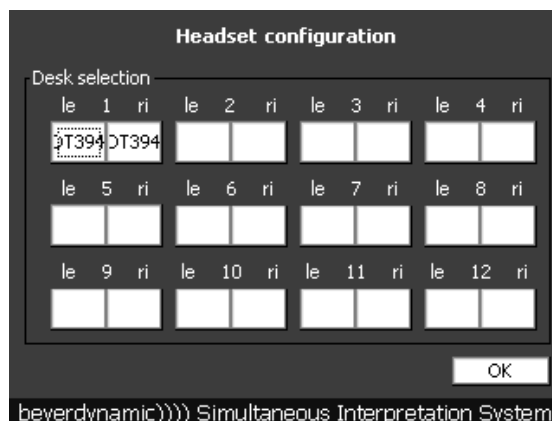 Headset configuration
Desk selection
le 1 ri le 2 ri le 3 ri le 4 ri
DT394 DT394
le 5 ri le 6 ri le 7 ri le 8 ri
le 9 ri le 10 ri le 11 ri le 12 ri
OK
beyerdynamic)))) Simultaneous Interpretation System